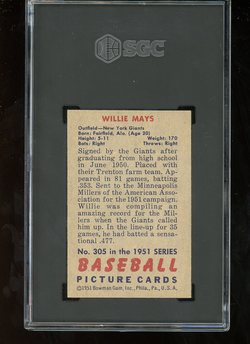 SGC
WILLIE MAYS
Outfield—New York Giants
Born: Fairfield, Ala. (Age 20)
Height: 5-11 Weight: 170
Bats: Right Throws: Right
Signed by the Giants after
graduating from high school
in June 1950. Placed with
their Trenton farm team. Ap-
peared in 81 games, batting
.353. Sent to the Minneapolis
Millers of the American Asso-
ciation for the 1951 campaign.
Willie was compiling an
amazing record for the Mil-
lers when the Giants called
him up. In the line-up for 35
games, he had batted a sensa-
tional .477.
No. 305 in the 1951 SERIES
BASEBALL
PICTURE CARDS
©1951 Bowman Gum, Inc., Phila., Pa., U. S. A.